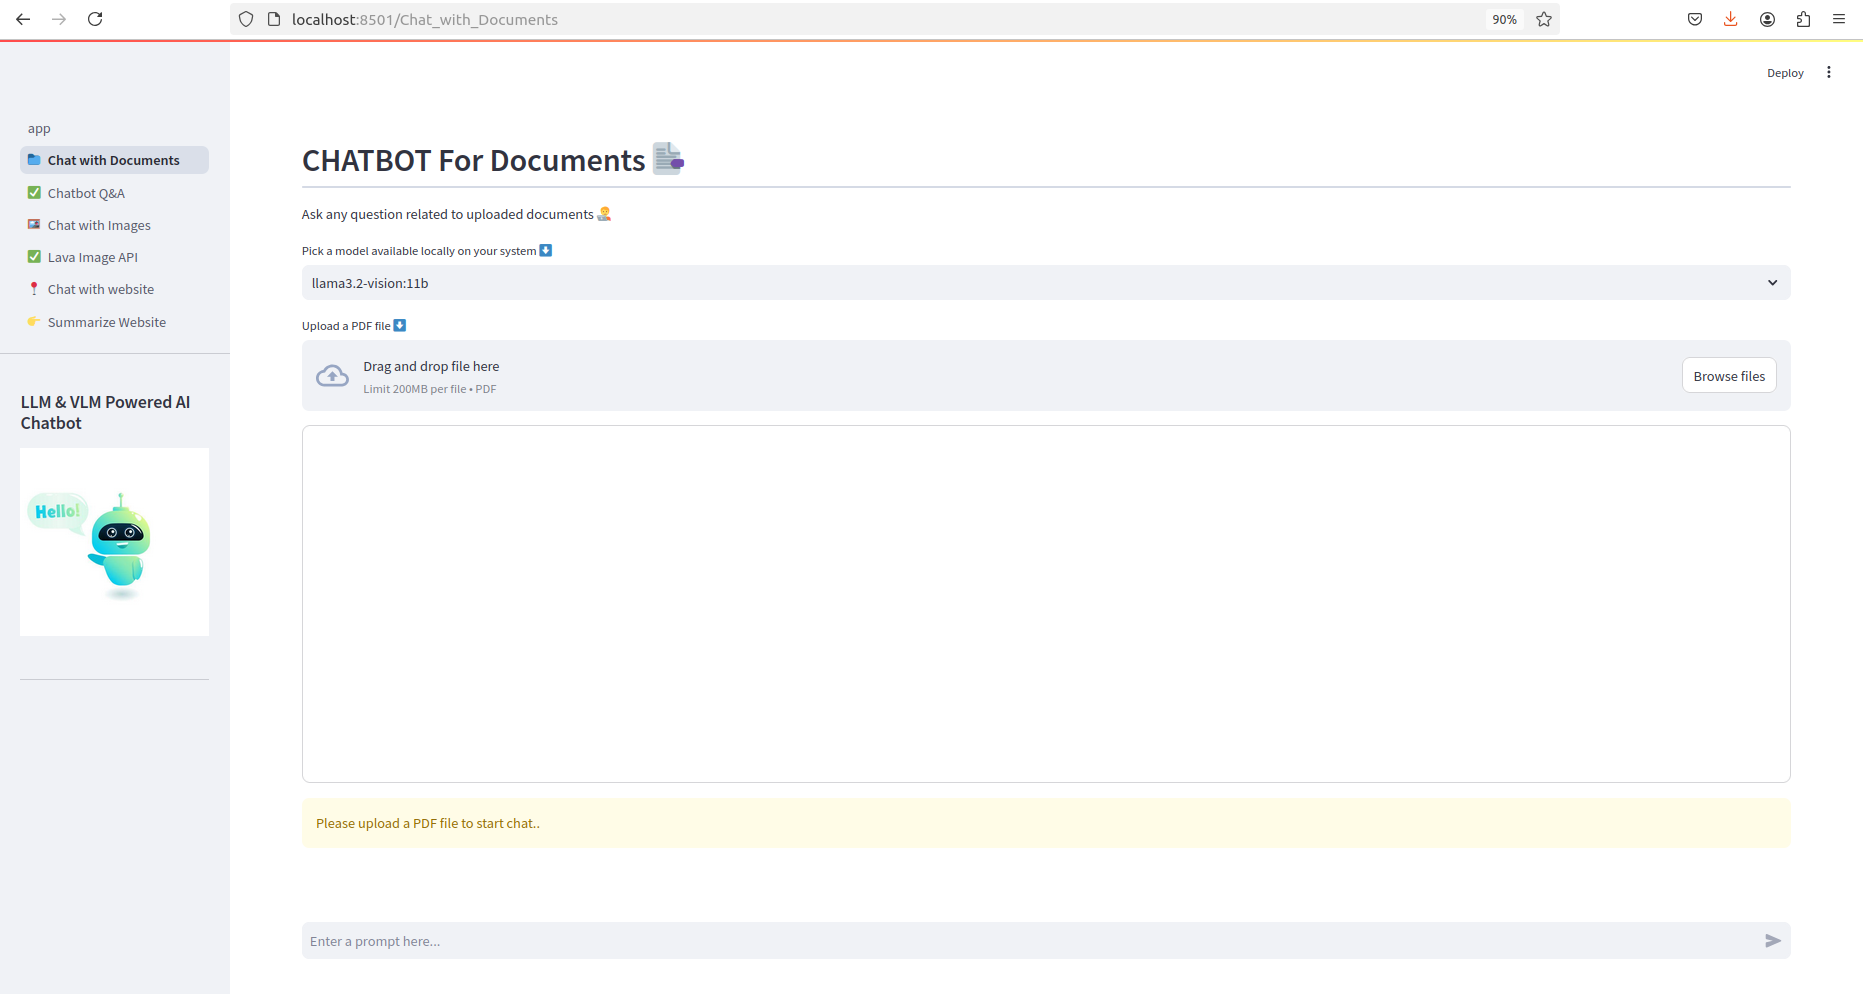 localhost:8501/Chat_with_Documents
90%
Deploy
app
Chat with Documents
Chatbot Q&A
Chat with Images
Lava Image API
Chat with website
Summarize Website
LLM & VLM Powered AI
Chatbot
Hello!
CHATBOT For Documents
Ask any question related to uploaded documents
Pick a model available locally on your system
llama3.2-vision:11b
Upload a PDF file
Drag and drop file here
Limit 200MB per file • PDF
Browse files
Please upload a PDF file to start chat..
Enter a prompt here...